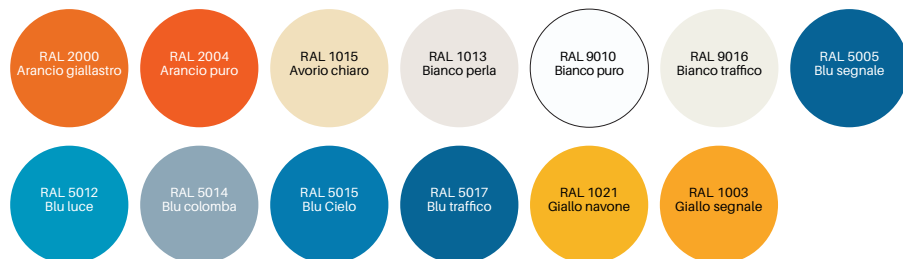 RAL 2000
Arancio giallastro
RAL 2004
Arancio puro
RAL 1015
Avorio chiaro
RAL 1013
Bianco perla
RAL 9010
Bianco puro
RAL 9016
Bianco traffico
RAL 5005
Blu segnale
RAL 5012
Blu luce
RAL 5014
Blu colomba
RAL 5015
Blu Cielo
RAL 5017
Blu traffico
RAL 1021
Giallo navone
RAL 1003
Giallo segnale